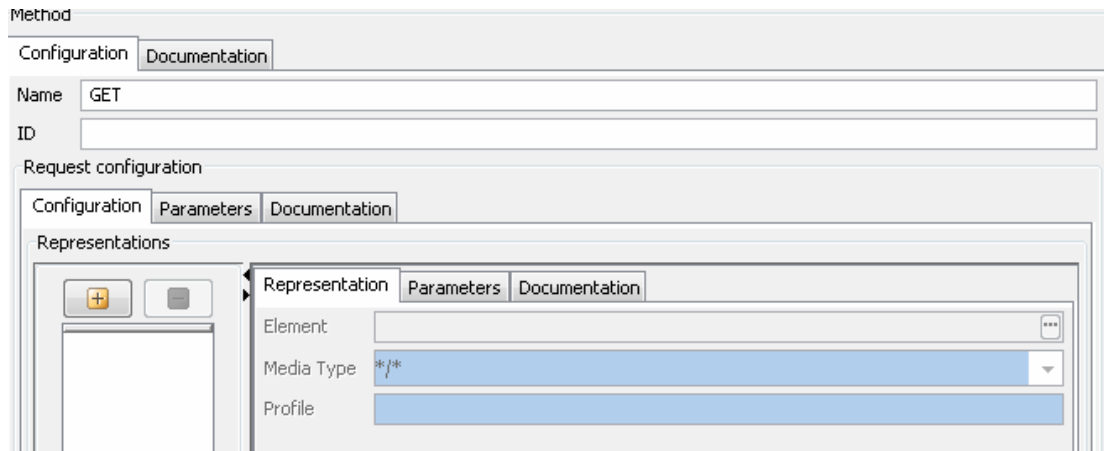 Method
Configuration Documentation
Name GET
ID
Request configuration
Configuration Parameters Documentation
Representations
Representation Parameters Documentation
Element ...
Media Type */*
Profile